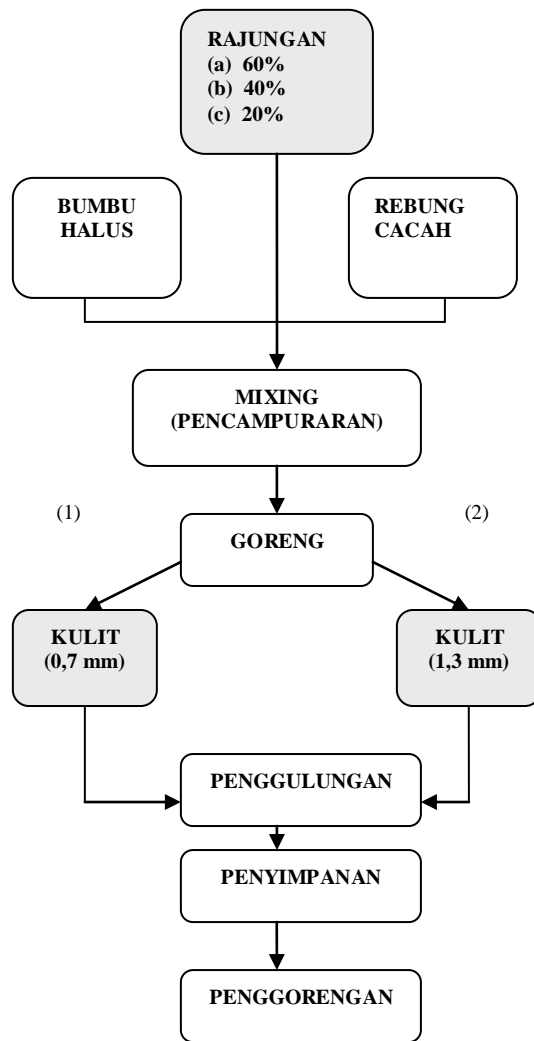 RAJUNGAN
(a) 60%
(b) 40%
(c) 20%
BUMBU
HALUS
REBUNG
CACAH
MIXING
(PENCAMPURARAN)
(1)
(2)
GORENG
KULIT
(0,7 mm)
KULIT
(1,3 mm)
PENGGULUNGAN
PENYIMPANAN
PENGGORENGAN